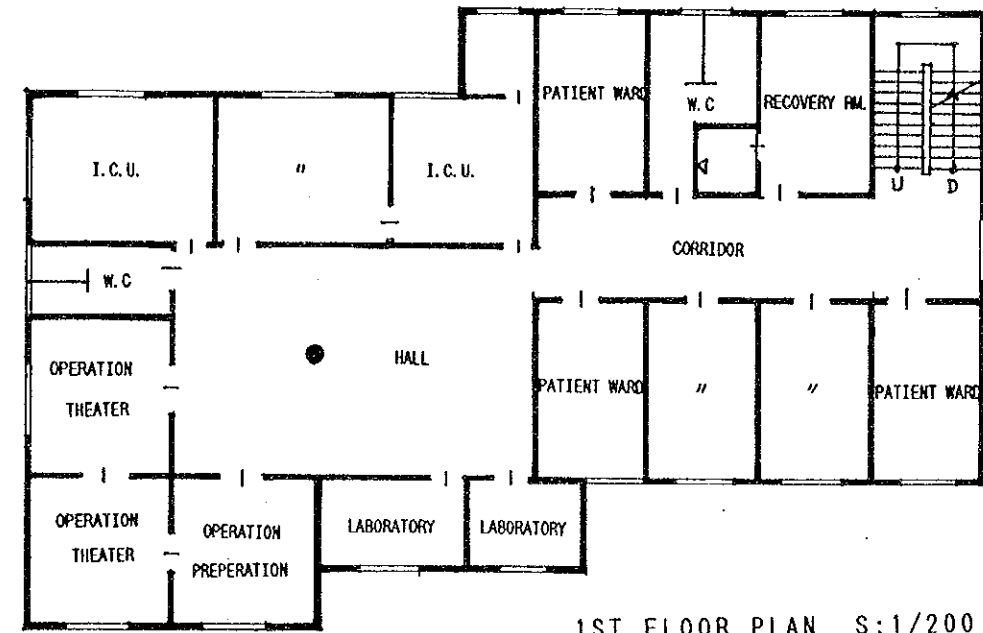 PATIENT WARD
W.C
RECOVERY RM.
I.C.U.
"
I.C.U.
U D
CORRIDOR
W.C
HALL
OPERATION
THEATER
PATIENT WARD
"
"
PATIENT WARD
OPERATION
THEATER
OPERATION
PREPERATION
LABORATORY
LABORATORY
1ST FLOOR PLAN S:1/200